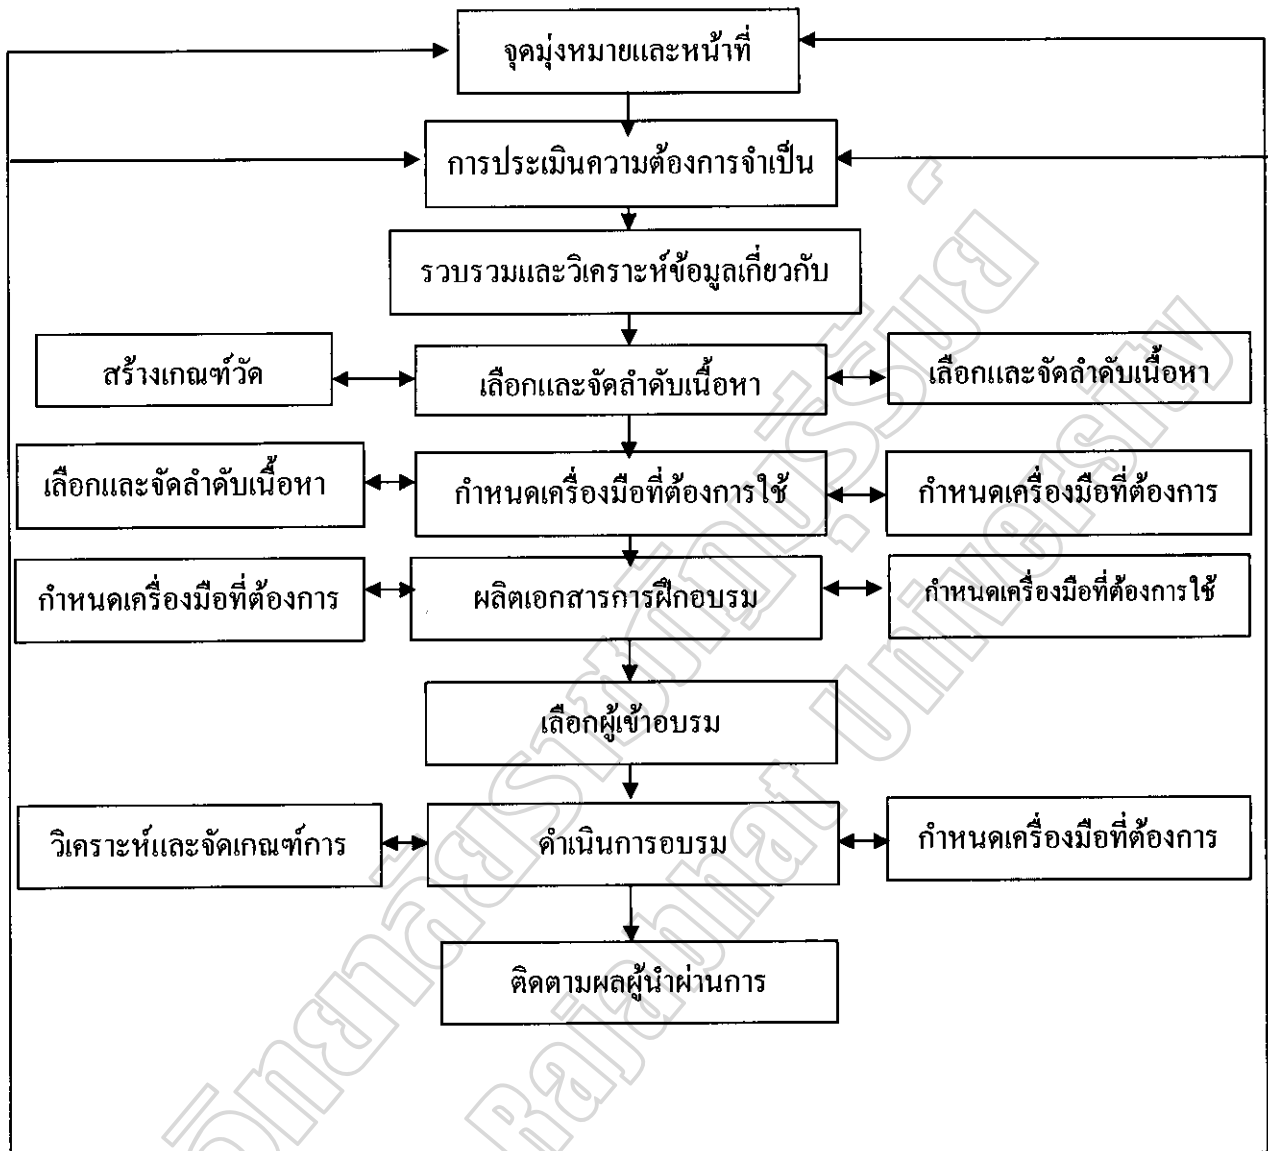 จุดมุ่งหมายและหน้าที่
การประเมินความต้องการจำเป็น
รวบรวมและวิเคราะห์ข้อมูลเกี่ยวกับ
สร้างเกณฑ์วัด
เลือกและจัดลำดับเนื้อหา
เลือกและจัดลำดับเนื้อหา
เลือกและจัดลำดับเนื้อหา
กำหนดเครื่องมือที่ต้องการใช้
กำหนดเครื่องมือที่ต้องการ
กำหนดเครื่องมือที่ต้องการ
ผลิตเอกสารการฝึกอบรม
กำหนดเครื่องมือที่ต้องการใช้
เลือกผู้เข้าอบรม
วิเคราะห์และจัดเกณฑ์การ
ดำเนินการอบรม
กำหนดเครื่องมือที่ต้องการ
ติดตามผลผู้นำผ่านการ
Rajabhat University